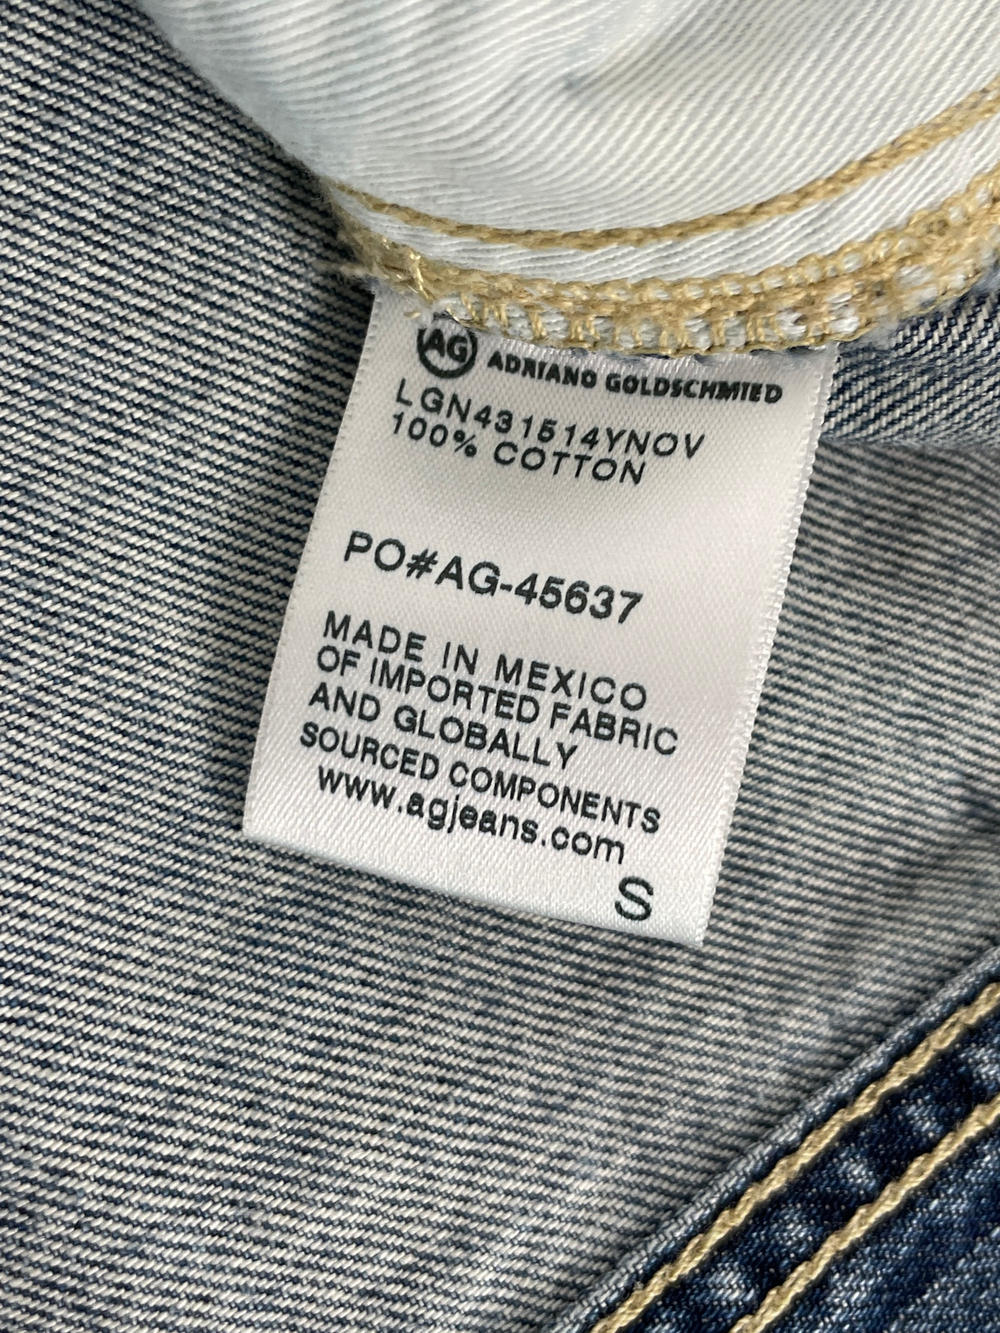 AG ADRIANO GOLDSCHMIED
LGN431514YNOV
100% COTTON
PO#AG-45637
MADE IN MEXICO
OF IMPORTED FABRIC
AND GLOBALLY
SOURCED COMPONENTS
www.agjeans.com
S